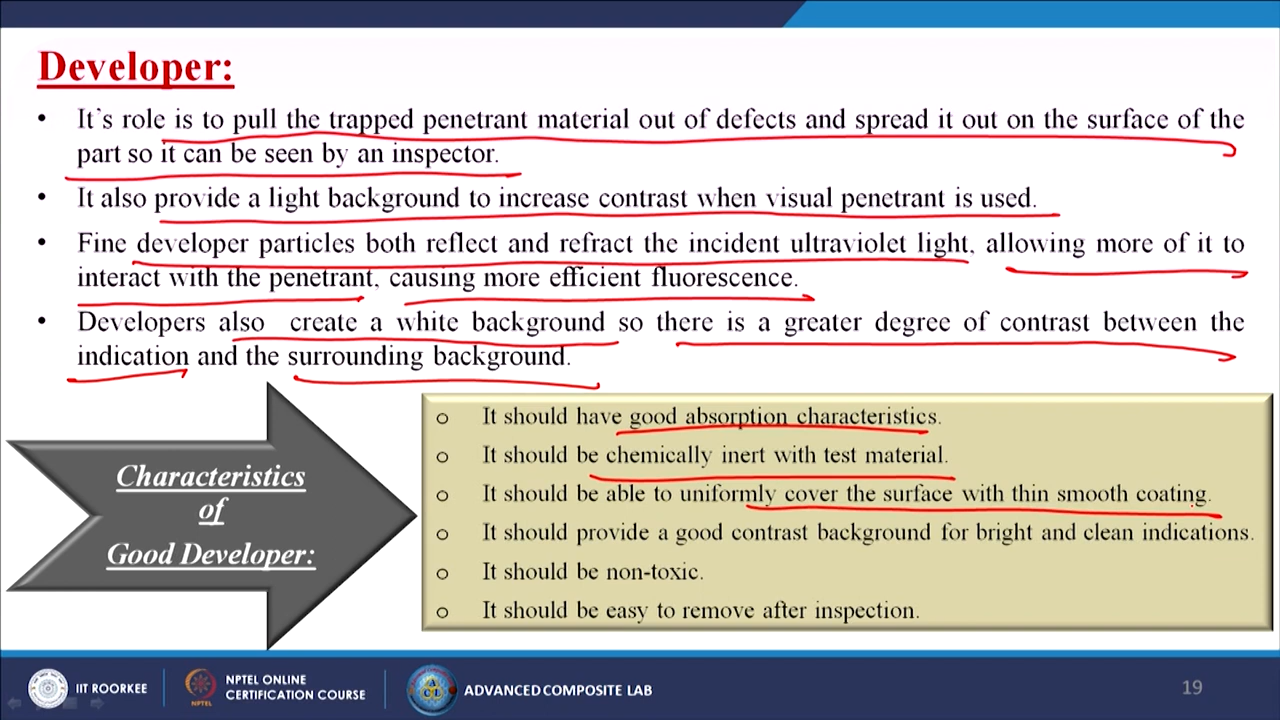 Developer:
• It's role is to pull the trapped penetrant material out of defects and spread it out on the surface of the
part so it can be seen by an inspector.
• It also provide a light background to increase contrast when visual penetrant is used.
• Fine developer particles both reflect and refract the incident ultraviolet light, allowing more of it to
interact with the penetrant, causing more efficient fluorescence.
• Developers also create a white background so there is a greater degree of contrast between the
indication and the surrounding background.
Characteristics
of
Good Developer:
o It should have good absorption characteristics.
o It should be chemically inert with test material.
o It should be able to uniformly cover the surface with thin smooth coating.
o It should provide a good contrast background for bright and clean indications.
o It should be non-toxic.
o It should be easy to remove after inspection.
IIT ROORKEE
NPTEL
NPTEL ONLINE
CERTIFICATION COURSE
ADVANCED COMPOSITE LAB
19